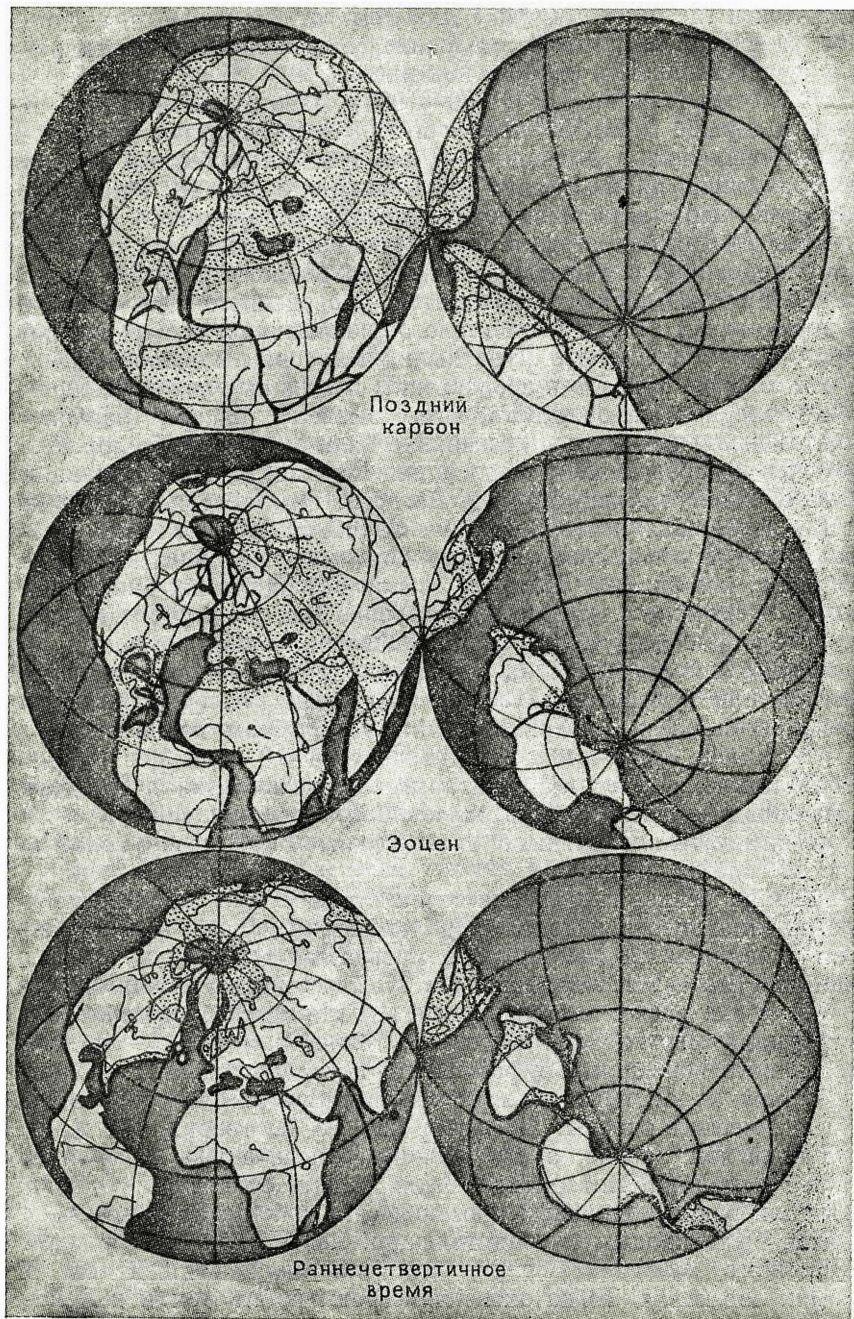 Поздний
карбон
Эоцен
Раннечетвертичное
время